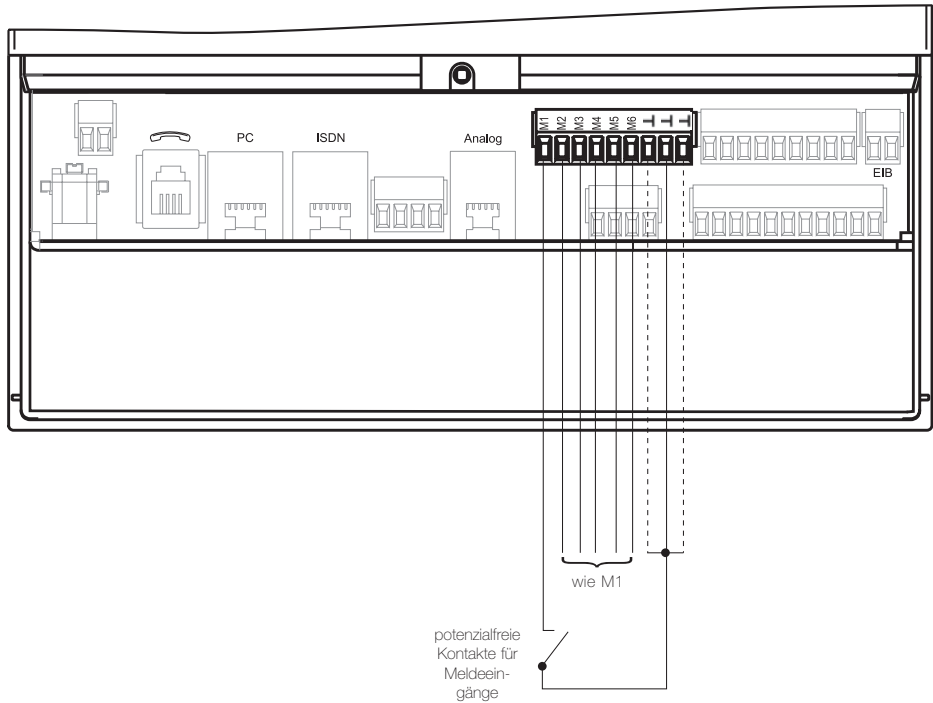 M1 M2 M3 M4 M5 M6
PC
ISDN
Analog
EIB
wie M1
potenzialfreie
Kontakte für
Meldeein-
gänge